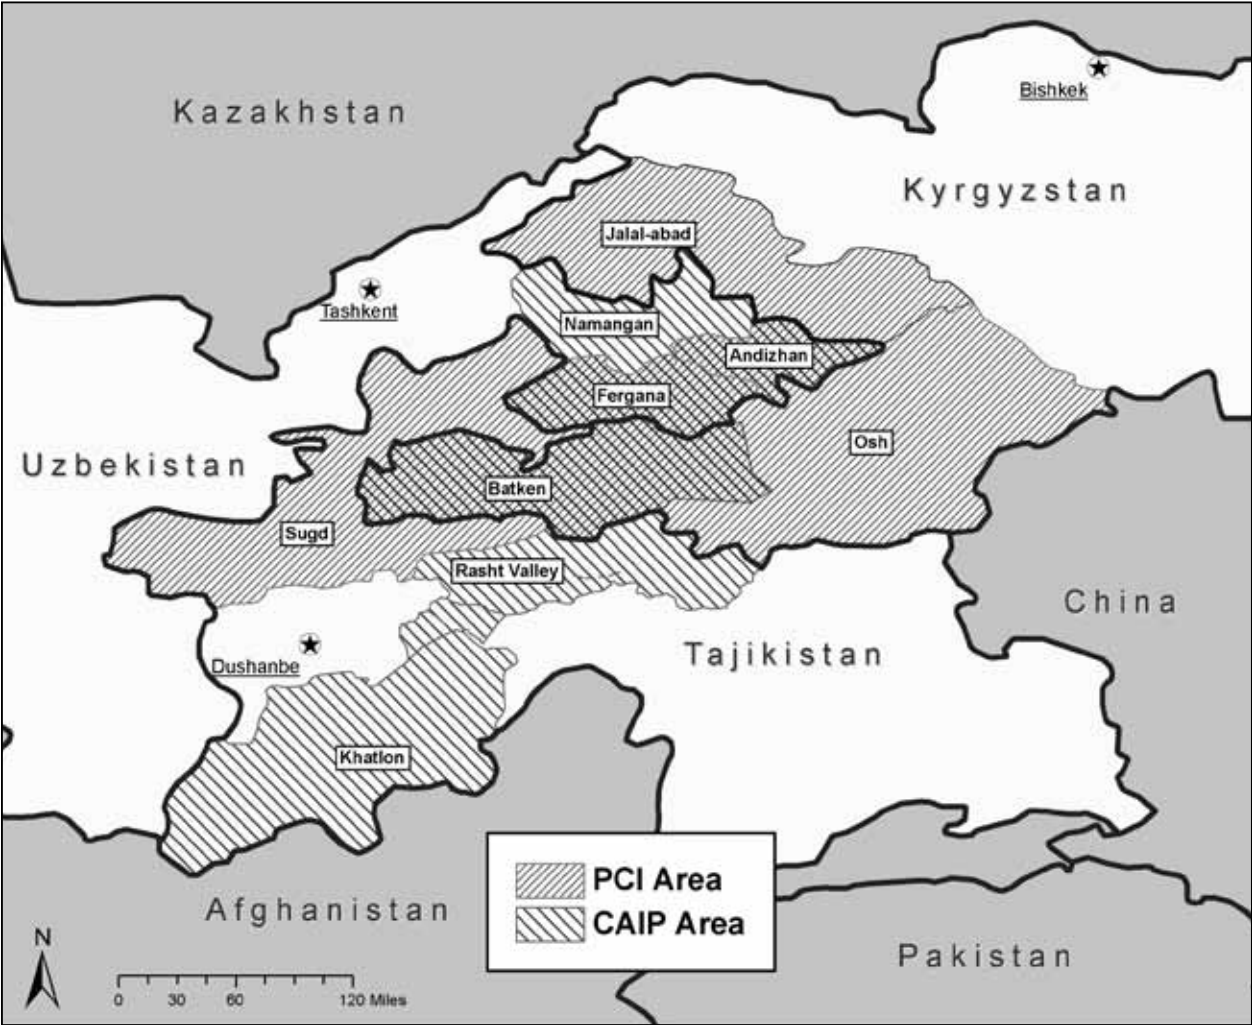 Bishkek
Kazakhstan
Kyrgyzstan
Jalal-abad
Tashkent
Namangan
Andizhan
Fergana
Osh
Uzbekistan
Batken
Sugd
Rasht Valley
China
Tajikistan
Dushanbe
Khatlon
PCI Area
CAIP Area
Afghanistan
N
Pakistan
0 30 60 120 Miles